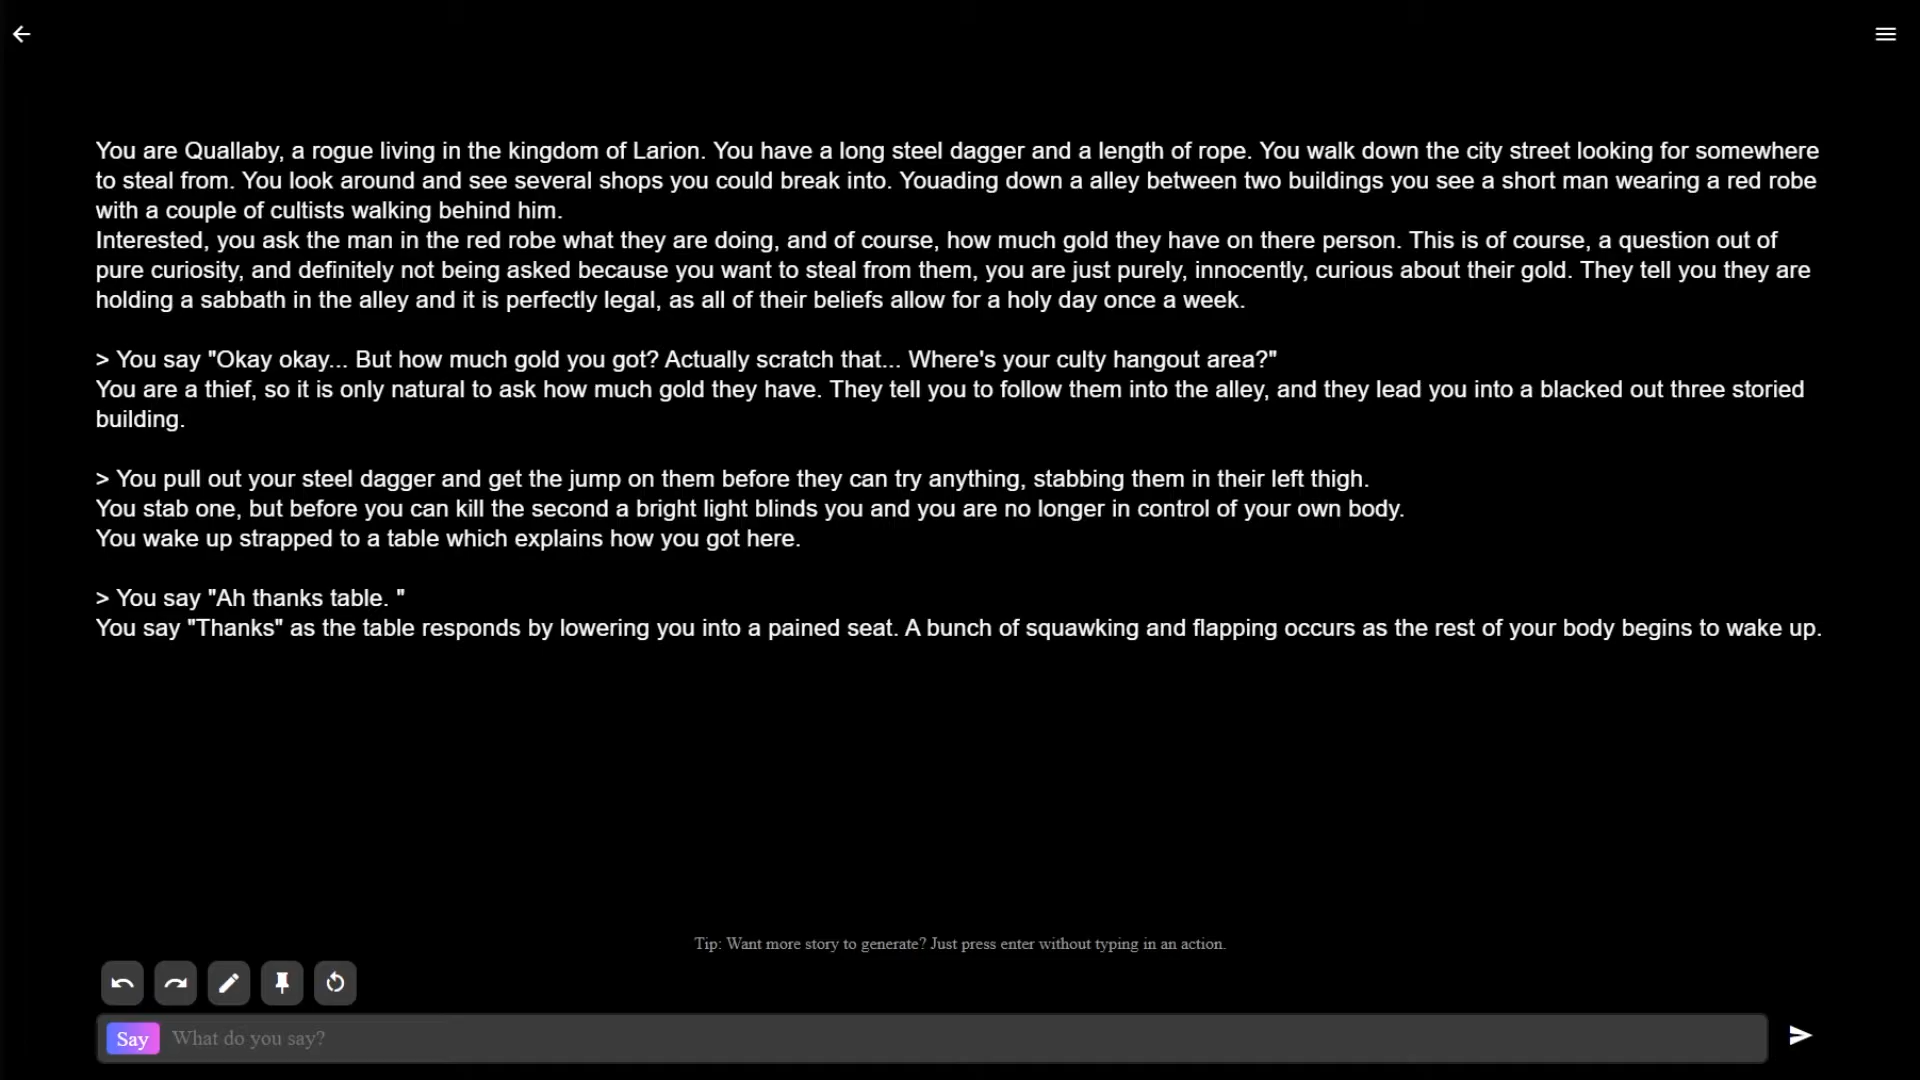 You are Quallaby, a rogue living in the kingdom of Larion. You have a long steel dagger and a length of rope. You walk down the city street looking for somewhere
to steal from. You look around and see several shops you could break into. Youading down a alley between two buildings you see a short man wearing a red robe
with a couple of cultists walking behind him.
Interested, you ask the man in the red robe what they are doing, and of course, how much gold they have on there person. This is of course, a question out of
pure curiosity, and definitely not being asked because you want to steal from them, you are just purely, innocently, curious about their gold. They tell you they are
holding a sabbath in the alley and it is perfectly legal, as all of their beliefs allow for a holy day once a week.
> You say "Okay okay... But how much gold you got? Actually scratch that... Where's your culty hangout area?"
You are a thief, so it is only natural to ask how much gold they have. They tell you to follow them into the alley, and they lead you into a blacked out three storied
building.
> You pull out your steel dagger and get the jump on them before they can try anything, stabbing them in their left thigh.
You stab one, but before you can kill the second a bright light blinds you and you are no longer in control of your own body.
You wake up strapped to a table which explains how you got here.
> You say "Ah thanks table. "
You say "Thanks" as the table responds by lowering you into a pained seat. A bunch of squawking and flapping occurs as the rest of your body begins to wake up.
Tip: Want more story to generate? Just press enter without typing in an action.
Say What do you say?